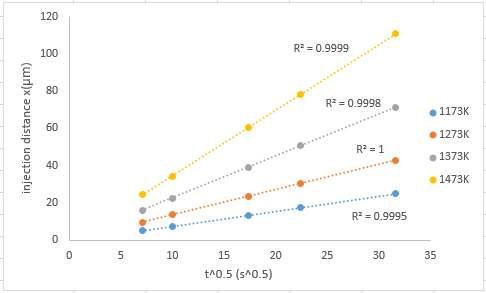 120
100
80
60
40
20
0
injection distance x(μm)
R² = 0.9999
R² = 0.9998
R² = 1
R² = 0.9995
1173K
1273K
1373K
1473K
0 5 10 15 20 25 30 35
t^0.5 (s^0.5)